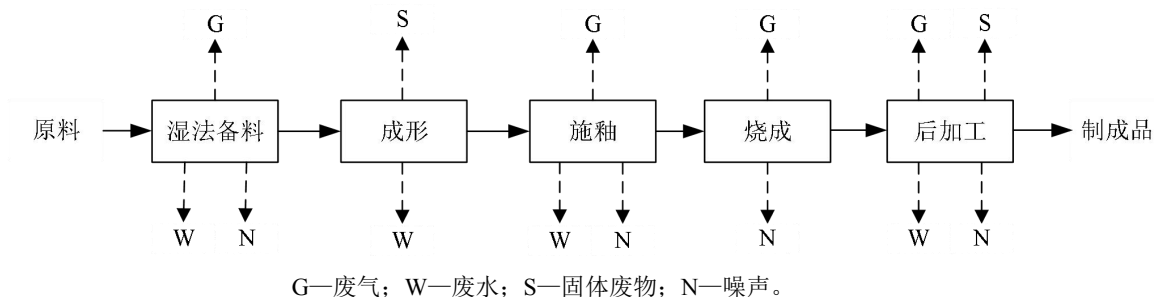 G S G G G S
原料 湿法备料 成形 施釉 烧成 后加工 制成品
W N W W N N W N
G—废气；W—废水；S—固体废物；N—噪声。